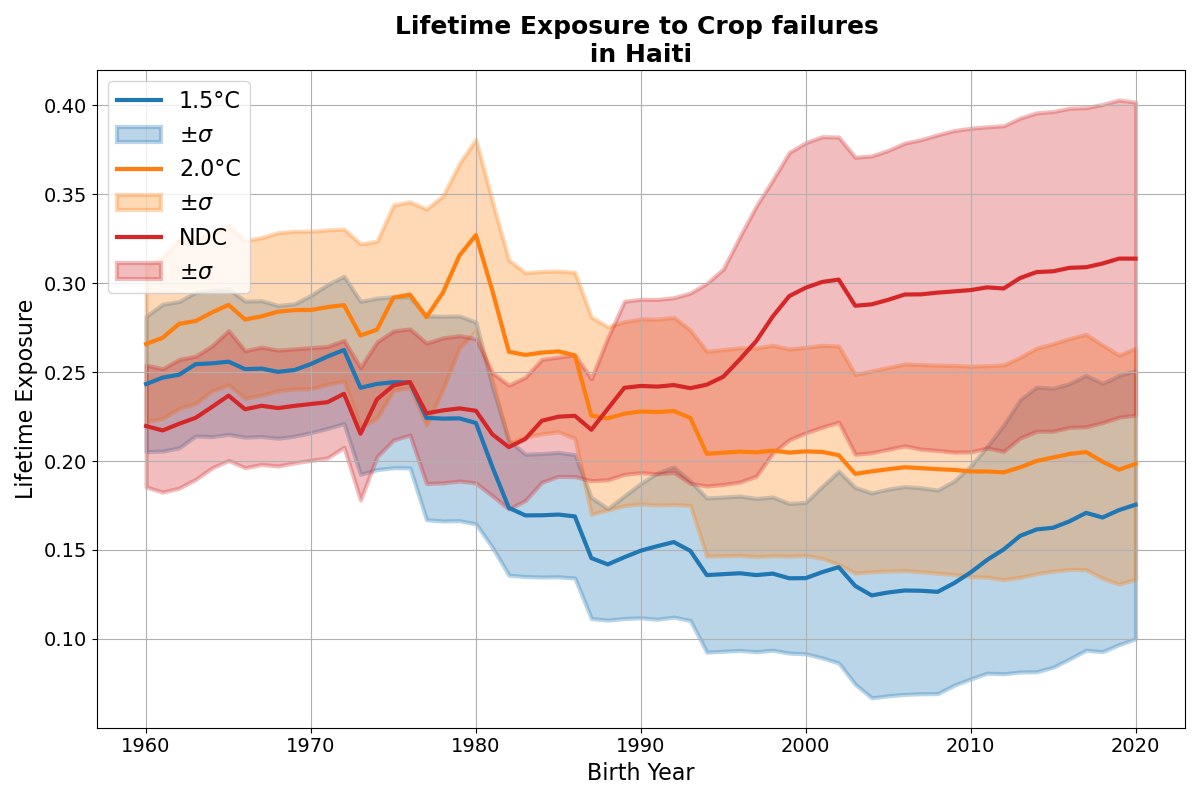 Lifetime Exposure to Crop failures
in Haiti
1.5°C
±σ
2.0°C
±σ
NDC
±σ
Lifetime Exposure
0.40
0.35
0.30
0.25
0.20
0.15
0.10
1960 1970 1980 1990 2000 2010 2020
Birth Year